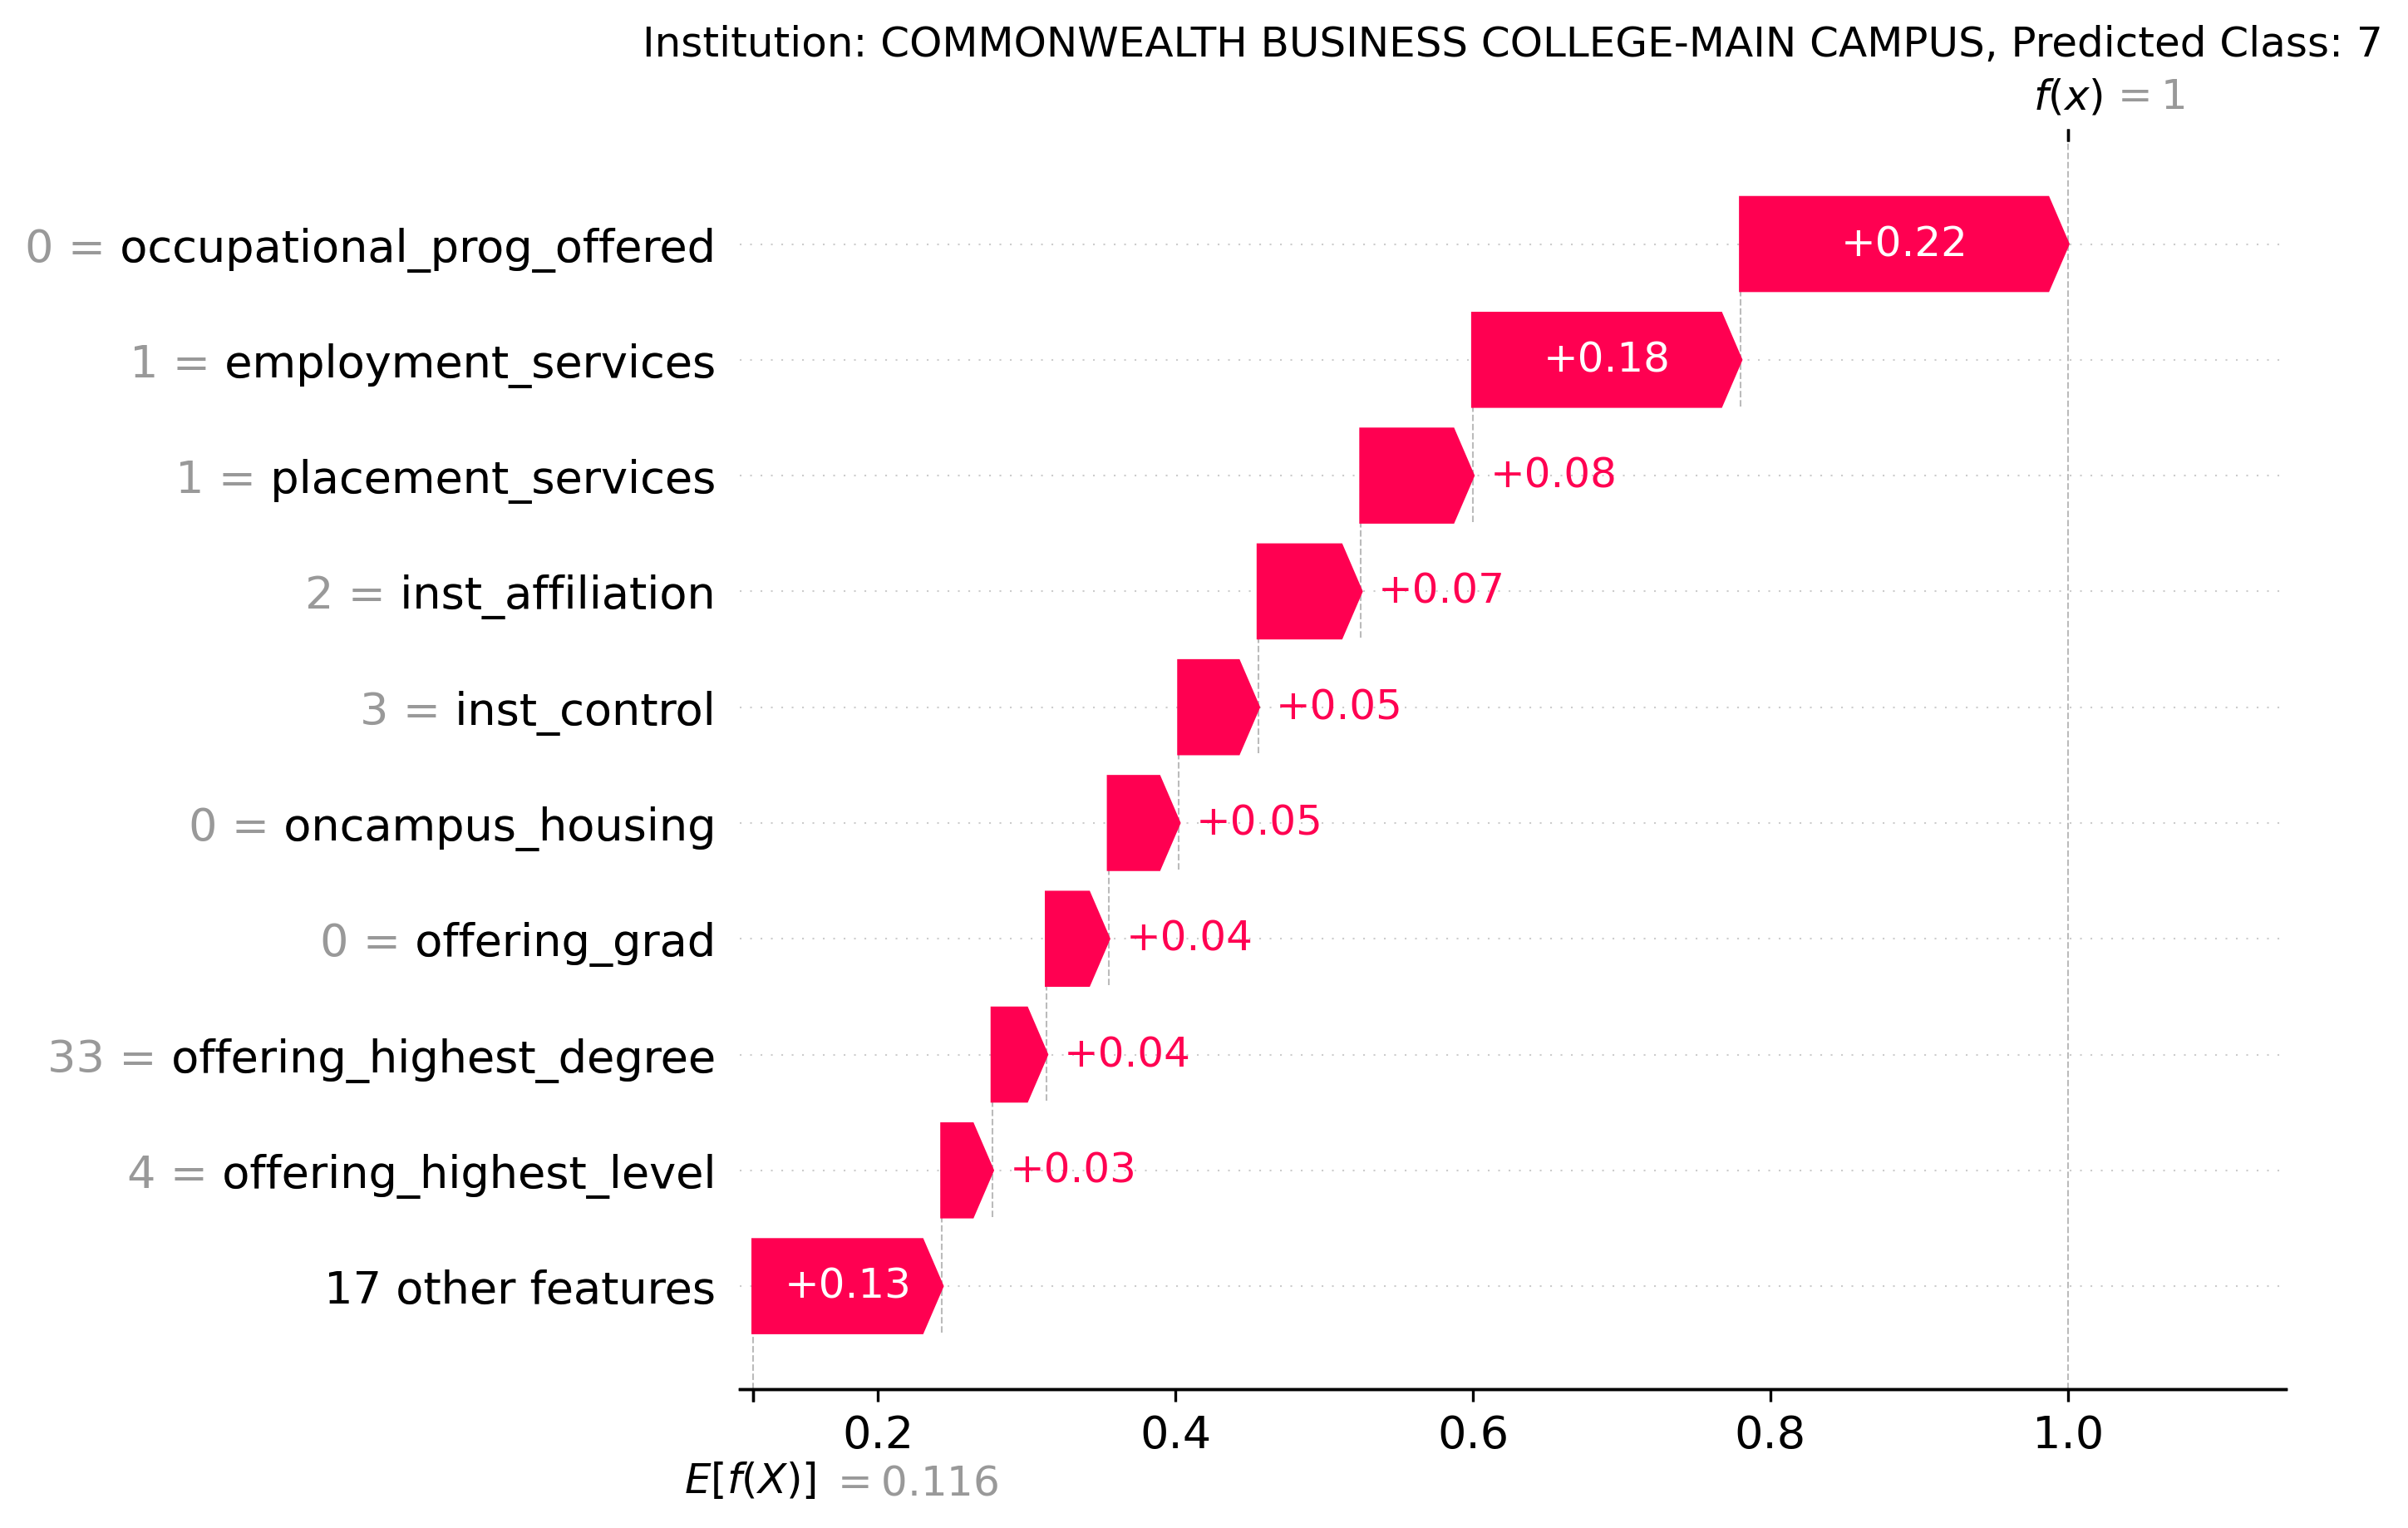 Institution: COMMONWEALTH BUSINESS COLLEGE-MAIN CAMPUS, Predicted Class: 7
f(x) = 1
0 = occupational_prog_offered +0.22
1 = employment_services +0.18
1 = placement_services +0.08
2 = inst_affiliation +0.07
3 = inst_control +0.05
0 = oncampus_housing +0.05
0 = offering_grad +0.04
33 = offering_highest_degree +0.04
4 = offering_highest_level +0.03
17 other features +0.13
0.2 0.4 0.6 0.8 1.0
E[f(X)] = 0.116